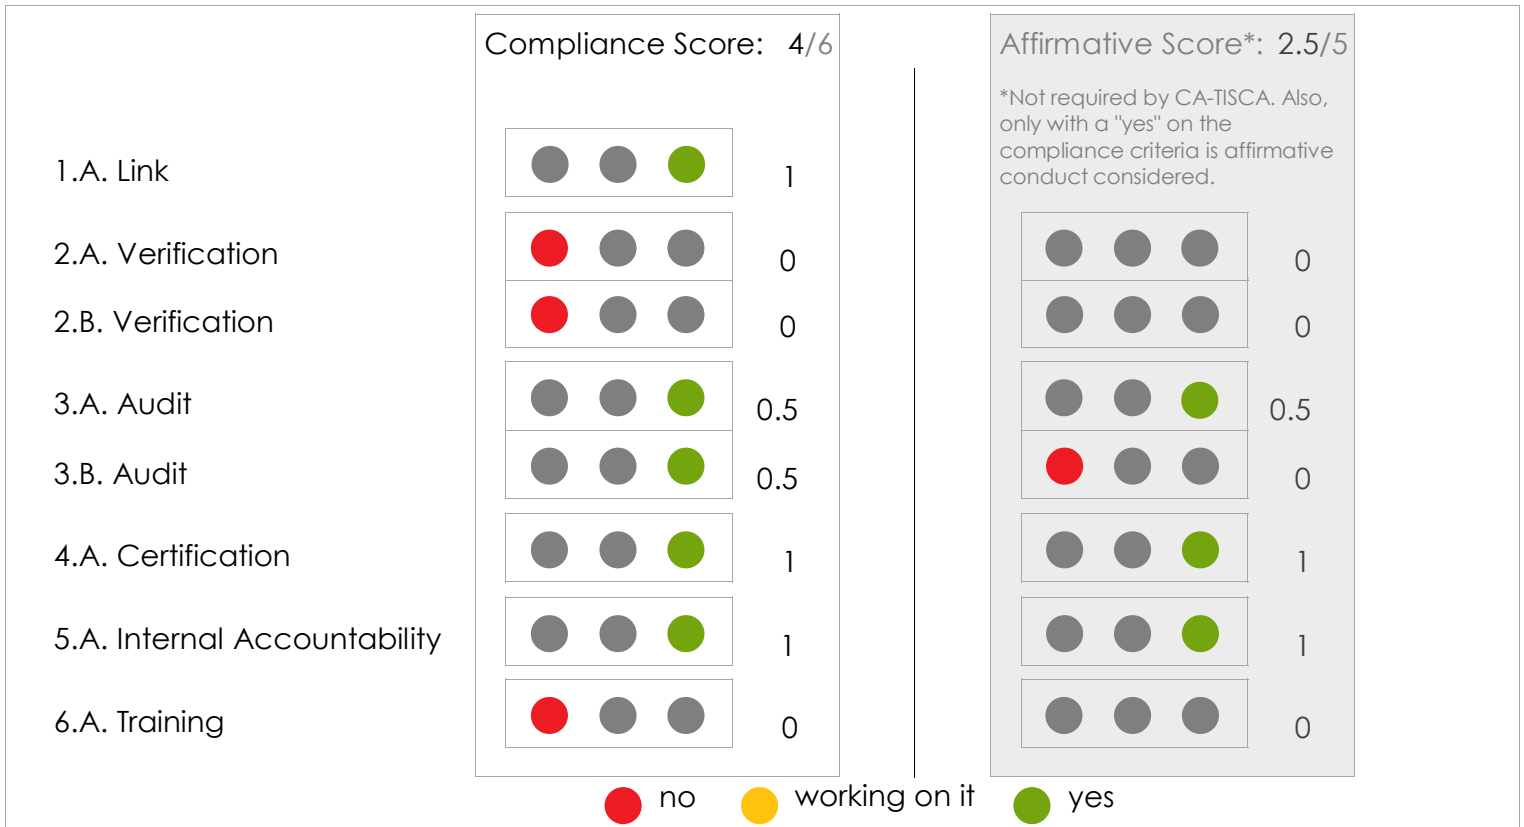 Compliance Score: 4/6
Affirmative Score*: 2.5/5
*Not required by CA-TISCA. Also,
only with a "yes" on the
compliance criteria is affirmative
conduct considered.
1.A. Link 1
2.A. Verification 0 0
2.B. Verification 0 0
3.A. Audit 0.5 0.5
3.B. Audit 0.5 0
4.A. Certification 1 1
5.A. Internal Accountability 1 1
6.A. Training 0 0
no working on it yes